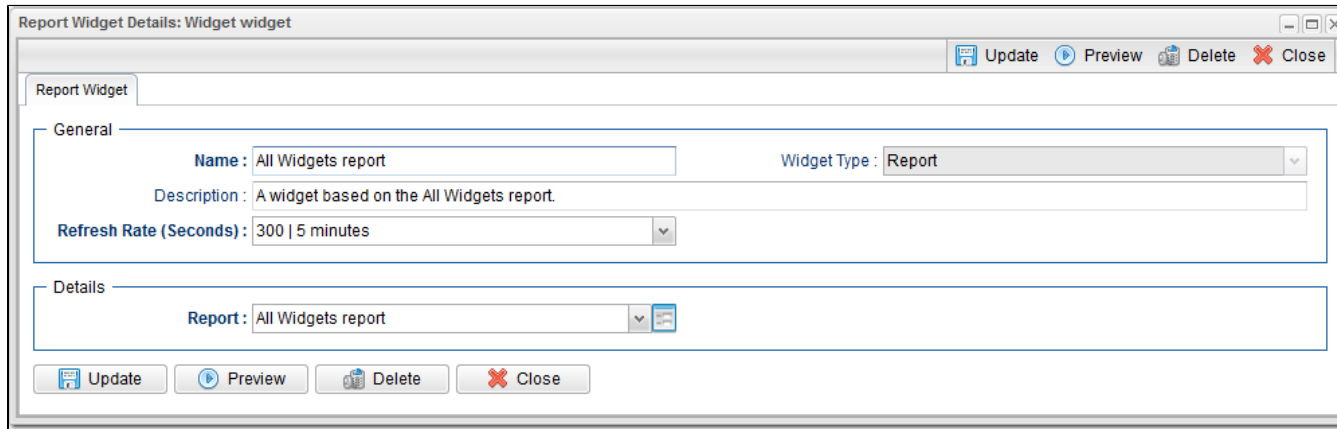 Report Widget Details: Widget widget
Update Preview Delete Close
Report Widget
General
Name : All Widgets report Widget Type : Report
Description : A widget based on the All Widgets report.
Refresh Rate (Seconds) : 300 | 5 minutes
Details
Report : All Widgets report
Update Preview Delete Close